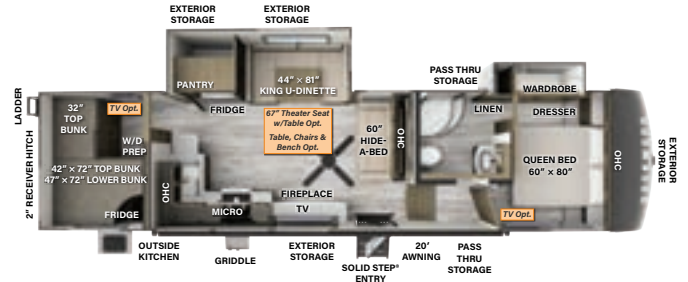 EXTERIOR
STORAGE
EXTERIOR
STORAGE
PASS THRU
STORAGE
WARDROBE
PANTRY
44” × 81”
KING U-DINETTE
LADDER
32”
TOP
BUNK
TV Opt.
FRIDGE
67” Theater Seat
w/Table Opt.
Table, Chairs &
Bench Opt.
LINEN
DRESSER
W/D
PREP
60”
HIDE-
A-BED
OHC
2” RECEIVER HITCH
42” × 72” TOP BUNK
47” × 72” LOWER BUNK
QUEEN BED
60” × 80”
OHC
EXTERIOR
STORAGE
OHC
FIREPLACE
MICRO
TV
FRIDGE
TV Opt.
OUTSIDE
KITCHEN
GRIDDLE
EXTERIOR
STORAGE
SOLID STEP®
ENTRY
20’
AWNING
PASS
THRU
STORAGE